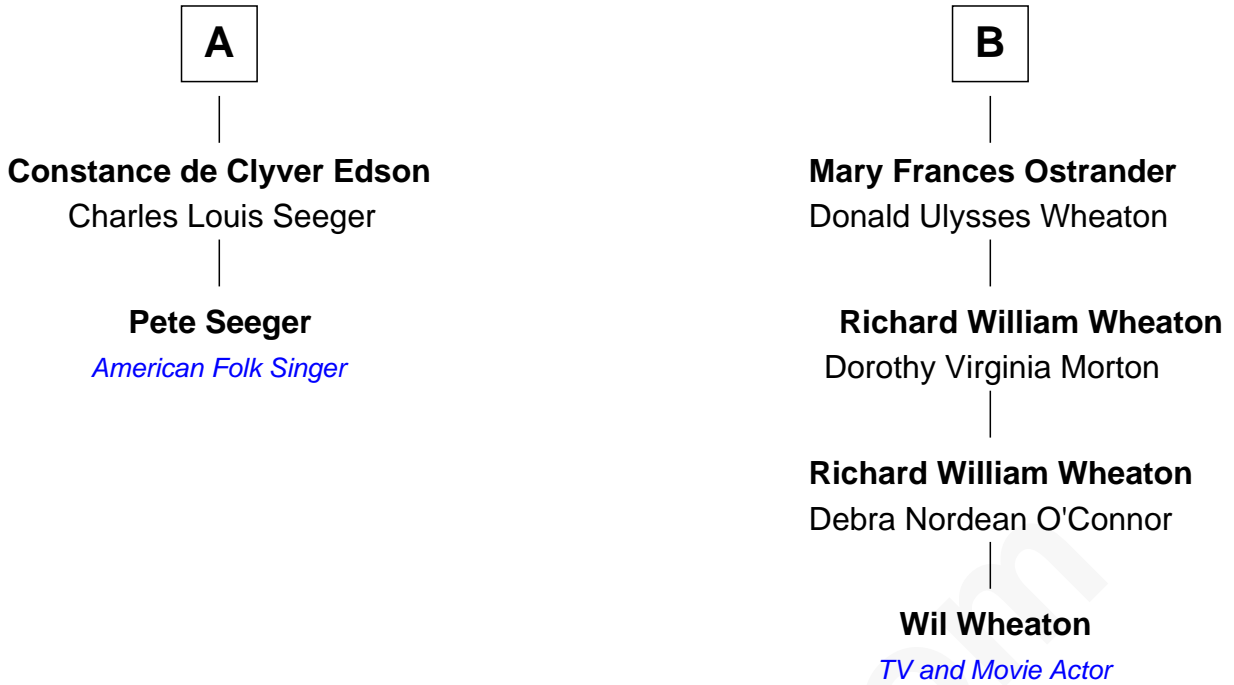 A
Constance de Clyver Edson
Charles Louis Seeger
Pete Seeger
American Folk Singer
B
Mary Frances Ostrander
Donald Ulysses Wheaton
Richard William Wheaton
Dorothy Virginia Morton
Richard William Wheaton
Debra Nordean O'Connor
Wil Wheaton
TV and Movie Actor
om